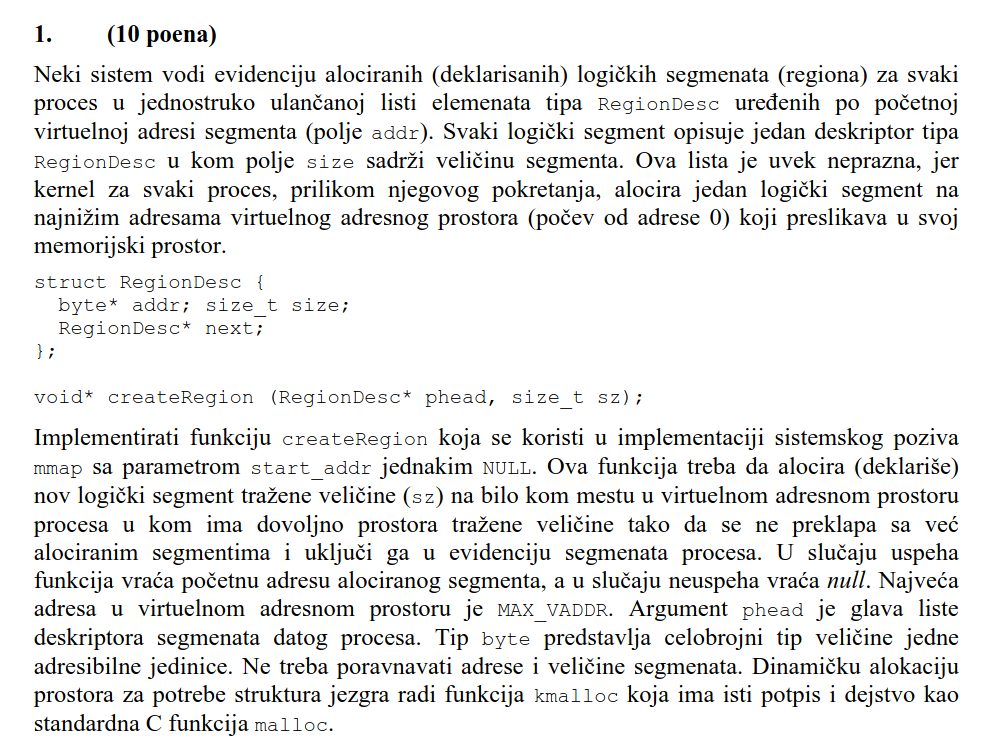 1. (10 poena)
Neki sistem vodi evidenciju alociranih (deklarisanih) logičkih segmenata (regiona) za svaki
proces u jednostruko ulančanoj listi elemenata tipa RegionDesc uređenih po početnoj
virtuelnoj adresi segmenta (polje addr). Svaki logički segment opisuje jedan deskriptor tipa
RegionDesc u kom polje size sadrži veličinu segmenta. Ova lista je uvek neprazna, jer
kernel za svaki proces, prilikom njegovog pokretanja, alocira jedan logički segment na
najnižim adresama virtuelnog adresnog prostora (počev od adrese 0) koji preslikava u svoj
memorijski prostor.
struct RegionDesc {
  byte* addr; size_t size;
  RegionDesc* next;
};
void* createRegion (RegionDesc* phead, size_t sz);
Implementirati funkciju createRegion koja se koristi u implementaciji sistemskog poziva
mmap sa parametrom start_addr jednakim NULL. Ova funkcija treba da alocira (deklariše)
nov logički segment tražene veličine (sz) na bilo kom mestu u virtuelnom adresnom prostoru
procesa u kom ima dovoljno prostora tražene veličine tako da se ne preklapa sa već
alociranim segmentima i uključi ga u evidenciju segmenata procesa. U slučaju uspeha
funkcija vraća početnu adresu alociranog segmenta, a u slučaju neuspeha vraća null. Najveća
adresa u virtuelnom adresnom prostoru je MAX_VADDR. Argument phead je glava liste
deskriptora segmenata datog procesa. Tip byte predstavlja celobrojni tip veličine jedne
adresibilne jedinice. Ne treba poravnavati adrese i veličine segmenata. Dinamičku alokaciju
prostora za potrebe struktura jezgra radi funkcija kmalloc koja ima isti potpis i dejstvo kao
standardna C funkcija malloc.